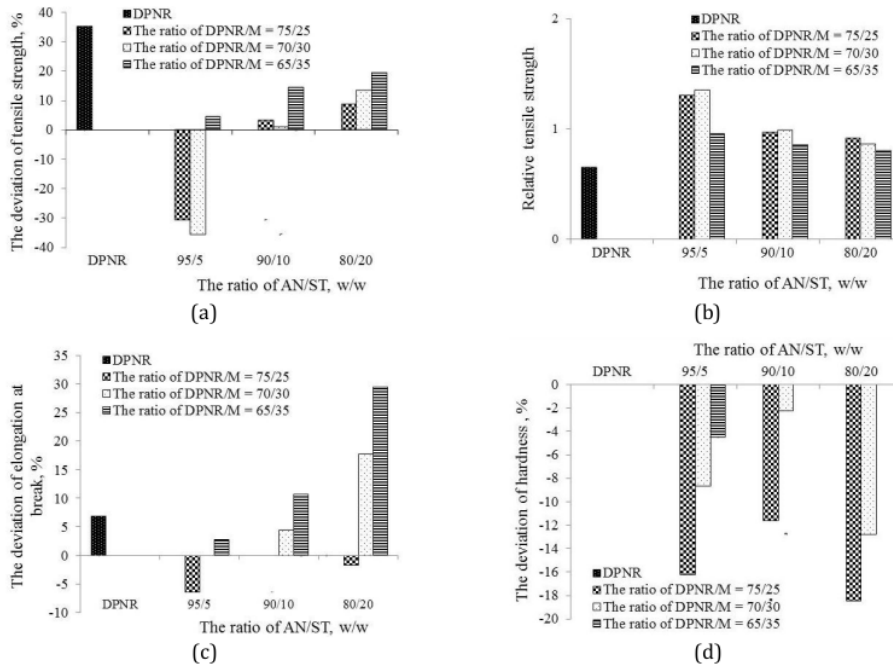 The deviation of tensile strength, %
40
30
20
10
0
-10
-20
-30
-40
DPNR
The ratio of DPNR/M = 75/25
The ratio of DPNR/M = 70/30
The ratio of DPNR/M = 65/35
DPNR
95/5
90/10
80/20
The ratio of AN/ST, w/w
(a)
Relative tensile strength
2
1
0
DPNR
The ratio of DPNR/M = 75/25
The ratio of DPNR/M = 70/30
The ratio of DPNR/M = 65/35
DPNR
95/5
90/10
80/20
The ratio of AN/ST, w/w
(b)
The deviation of elongation at
break, %
35
30
25
20
15
10
5
0
-5
-10
DPNR
The ratio of DPNR/M = 75/25
The ratio of DPNR/M = 70/30
The ratio of DPNR/M = 65/35
DPNR
95/5
90/10
80/20
The ratio of AN/ST, w/w
(c)
The ratio of AN/ST, w/w
DPNR
95/5
90/10
80/20
The deviation of hardness , %
0
-2
-4
-6
-8
-10
-12
-14
-16
-18
-20
DPNR
The ratio of DPNR/M = 75/25
The ratio of DPNR/M = 70/30
The ratio of DPNR/M = 65/35
(d)